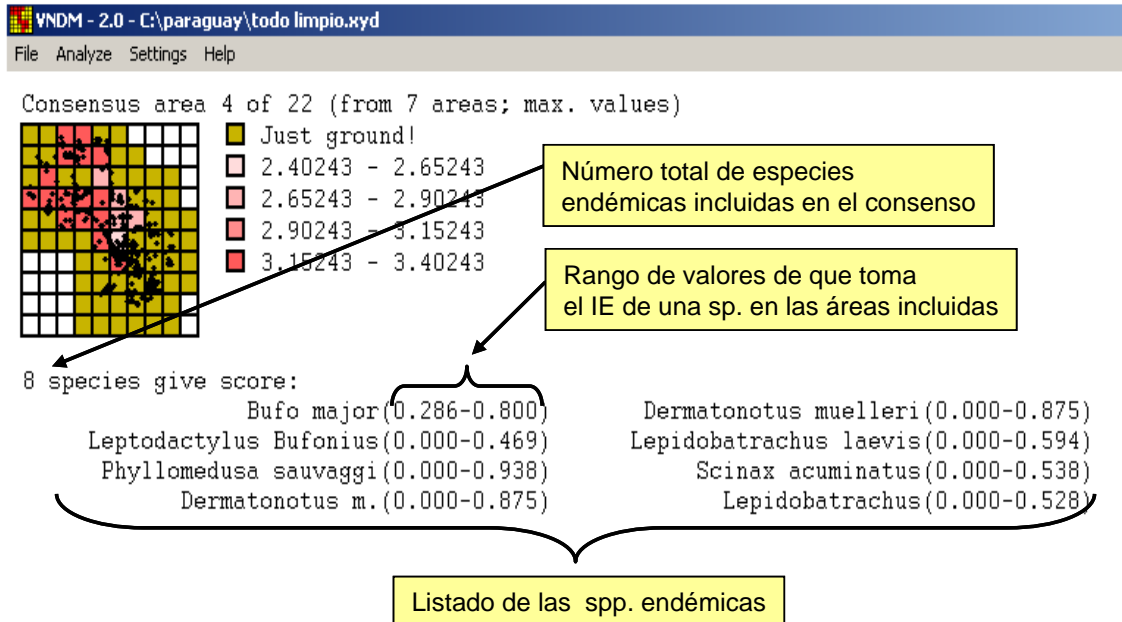 VNDM - 2.0 - C:\paraguay\todo limpio.xyd
File Analyze Settings Help
Consensus area 4 of 22 (from 7 areas; max. values)
Just ground!
2.40243 - 2.65243
2.65243 - 2.90243
2.90243 - 3.15243
3.15243 - 3.40243
Número total de especies
endémicas incluidas en el consenso
Rango de valores de que toma
el IE de una sp. en las áreas incluidas
8 species give score:
Bufo major(0.286-0.800) Dermatonotus muelleri(0.000-0.875)
Leptodactylus Bufonius(0.000-0.469) Lepidobatrachus laevis(0.000-0.594)
Phyllomedusa sauvaggi(0.000-0.938) Scinax acuminatus(0.000-0.538)
Dermatonotus m.(0.000-0.875) Lepidobatrachus(0.000-0.528)
Listado de las spp. endémicas